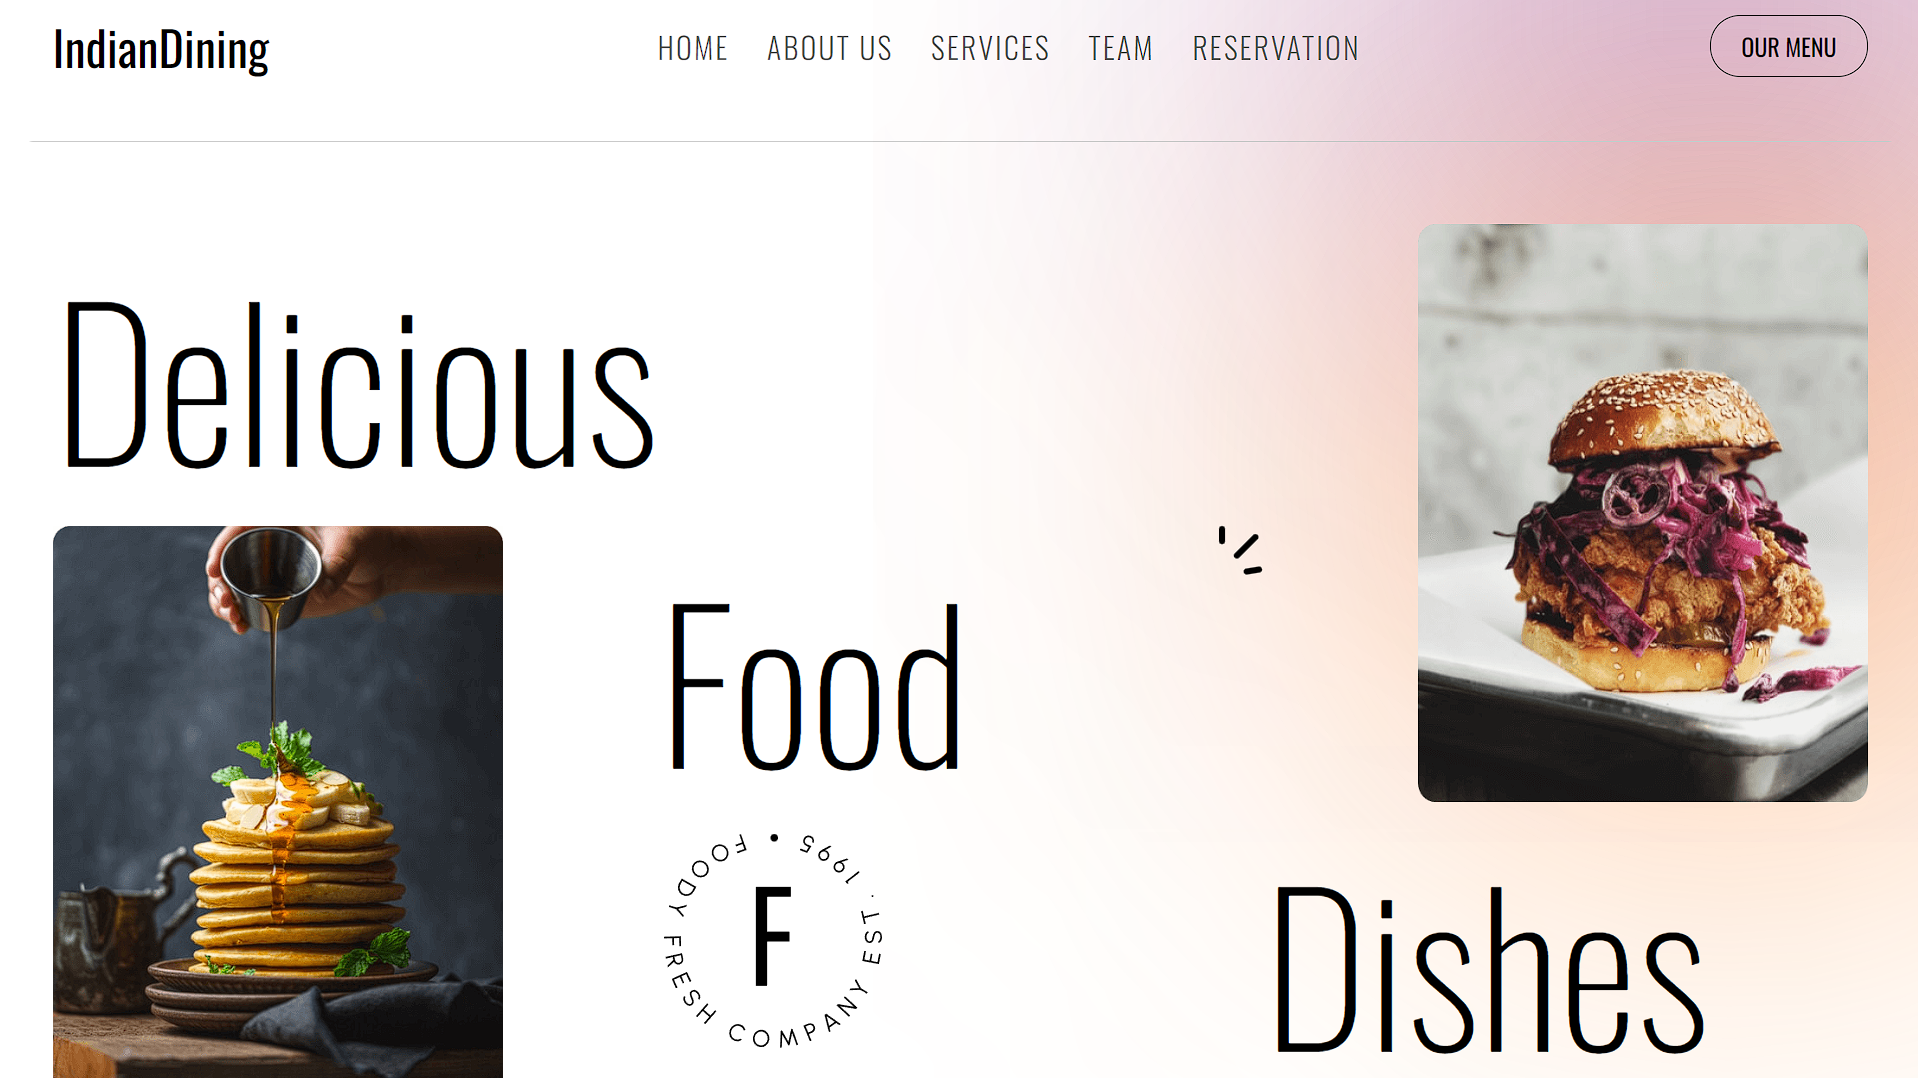 IndianDining
HOME ABOUT US SERVICES TEAM RESERVATION
OUR MENU
Delicious
Food
FOODY FRESH COMPANY EST. 1995 •
F
Dishes